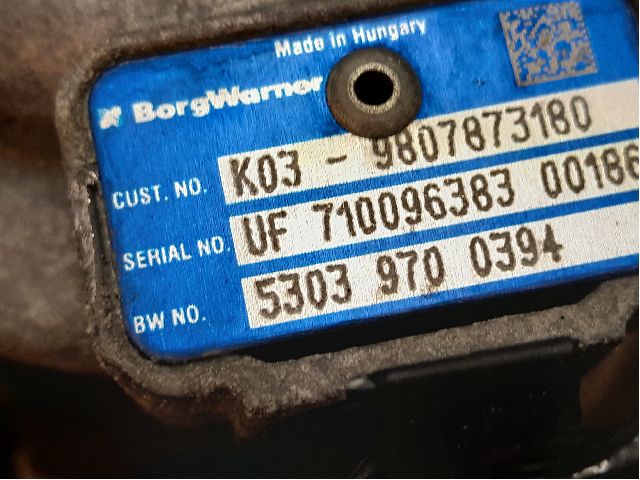 Made in Hungary
BorgWarner
CUST. NO. K03 - 9807873180
SERIAL NO. UF 710096383 00186
BW NO. 5303 970 0394